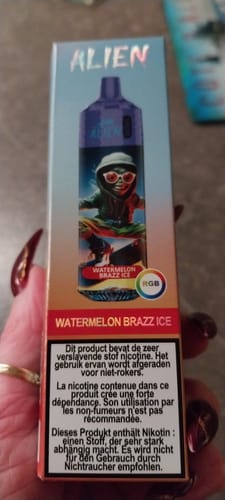 ALIEN
ALIEN
WATERMELON
BRAZZ ICE
RGB
WATERMELON BRAZZ ICE
Dit product bevat de zeer
verslavende stof nicotine. Het
gebruik ervan wordt afgeraden
voor niet-rokers.
La nicotine contenue dans ce
produit crée une forte
dépendance. Son utilisation par
les non-fumeurs n'est pas
récommandée.
Dieses Produkt enthält Nikotin :
einen Stoff, der sehr stark
abhängig macht. Es wird nicht
für den Gebrauch durch
Nichtraucher empfohlen.